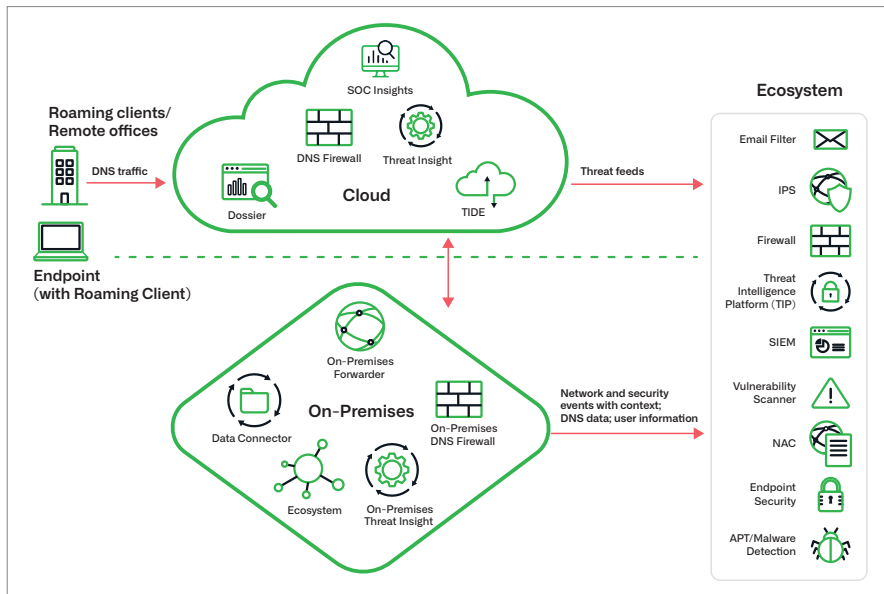 SOC Insights
DNS Firewall
Threat Insight
Dossier
Cloud
TIDE
Roaming clients/
Remote offices
DNS traffic
Endpoint
(with Roaming Client)
Threat feeds
On-Premises
Forwarder
Data Connector
On-Premises
On-Premises
DNS Firewall
Ecosystem
On-Premises
Threat Insight
Network and security
events with context;
DNS data; user information
Ecosystem
Email Filter
IPS
Firewall
Threat
Intelligence
Platform (TIP)
SIEM
Vulnerability
Scanner
NAC
Endpoint
Security
APT/Malware
Detection